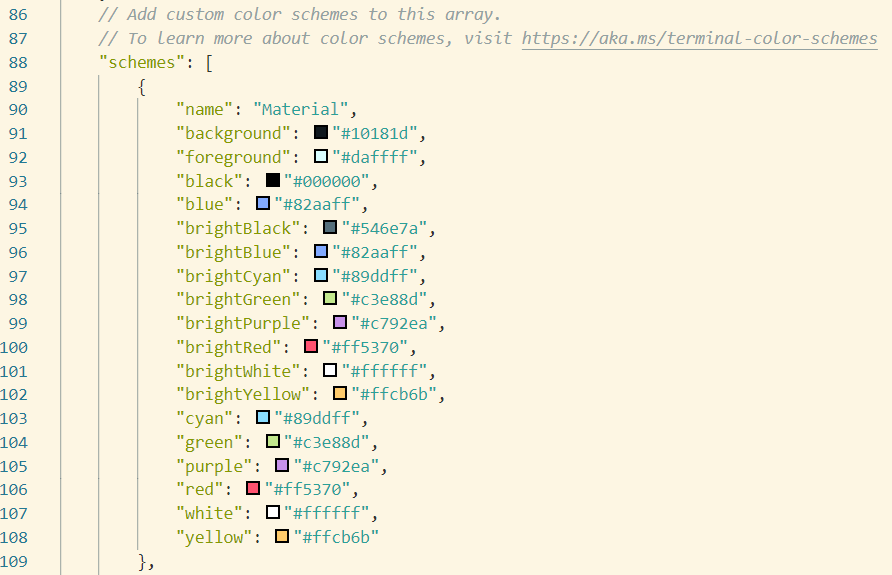 86 // Add custom color schemes to this array.
87 // To learn more about color schemes, visit https://aka.ms/terminal-color-schemes
88 "schemes": [
89 {
90 "name": "Material",
91 "background": "#10181d",
92 "foreground": "#daffff",
93 "black": "#000000",
94 "blue": "#82aaff",
95 "brightBlack": "#546e7a",
96 "brightBlue": "#82aaff",
97 "brightCyan": "#89ddff",
98 "brightGreen": "#c3e88d",
99 "brightPurple": "#c792ea",
100 "brightRed": "#ff5370",
101 "brightWhite": "#ffffff",
102 "brightYellow": "#ffcb6b",
103 "cyan": "#89ddff",
104 "green": "#c3e88d",
105 "purple": "#c792ea",
106 "red": "#ff5370",
107 "white": "#ffffff",
108 "yellow": "#ffcb6b"
109 },